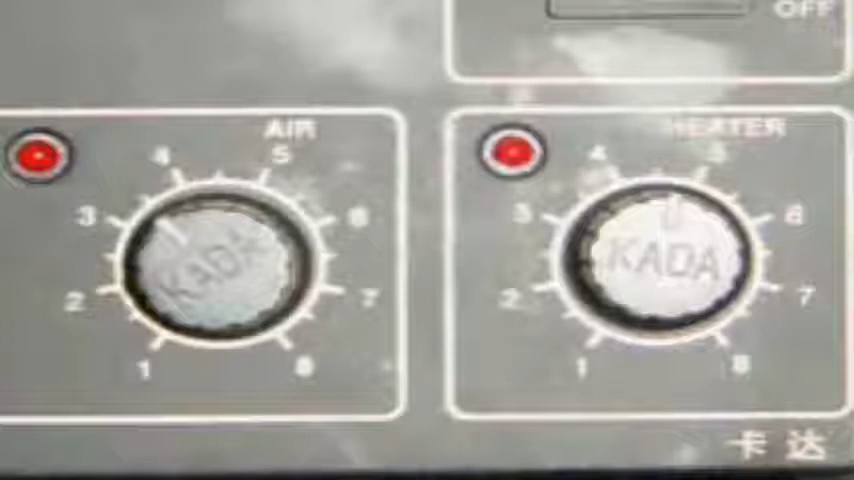 OFF
AIR
4 5
3 6
2 7
1 8
KADA
HEATER
4 5
3 6
2 7
1 8
KADA
卡达